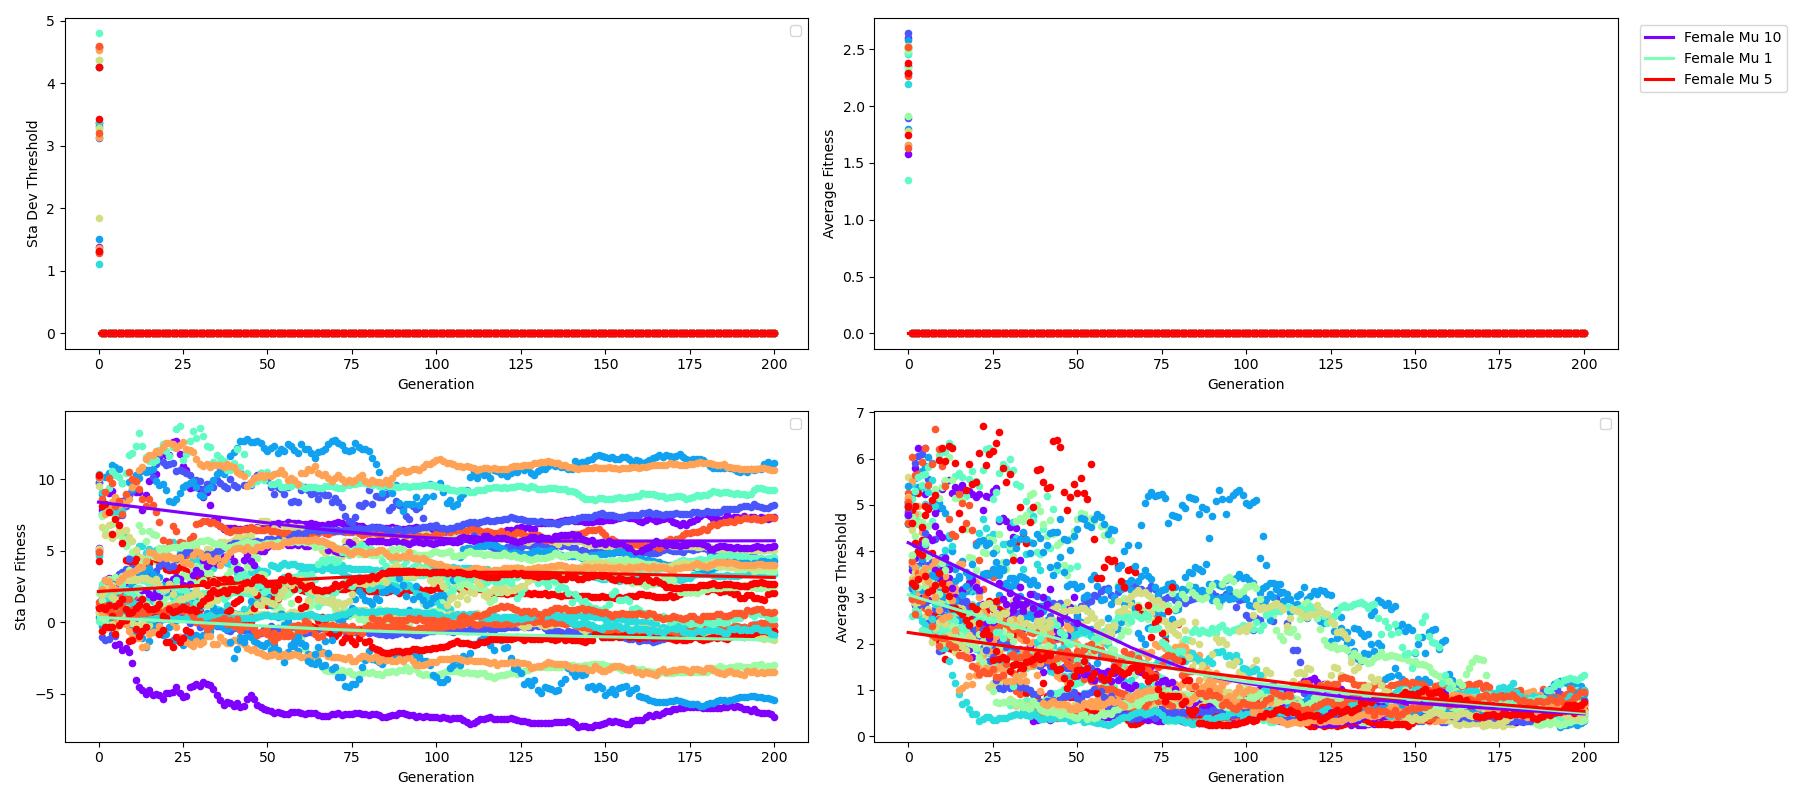 5
4
3
2
1
0
Sta Dev Threshold
0 25 50 75 100 125 150 175 200
Generation
2.5
2.0
1.5
1.0
0.5
0.0
Average Fitness
0 25 50 75 100 125 150 175 200
Generation
Female Mu 10
Female Mu 1
Female Mu 5
10
5
0
−5
Sta Dev Fitness
0 25 50 75 100 125 150 175 200
Generation
7
6
5
4
3
2
1
0
Average Threshold
0 25 50 75 100 125 150 175 200
Generation